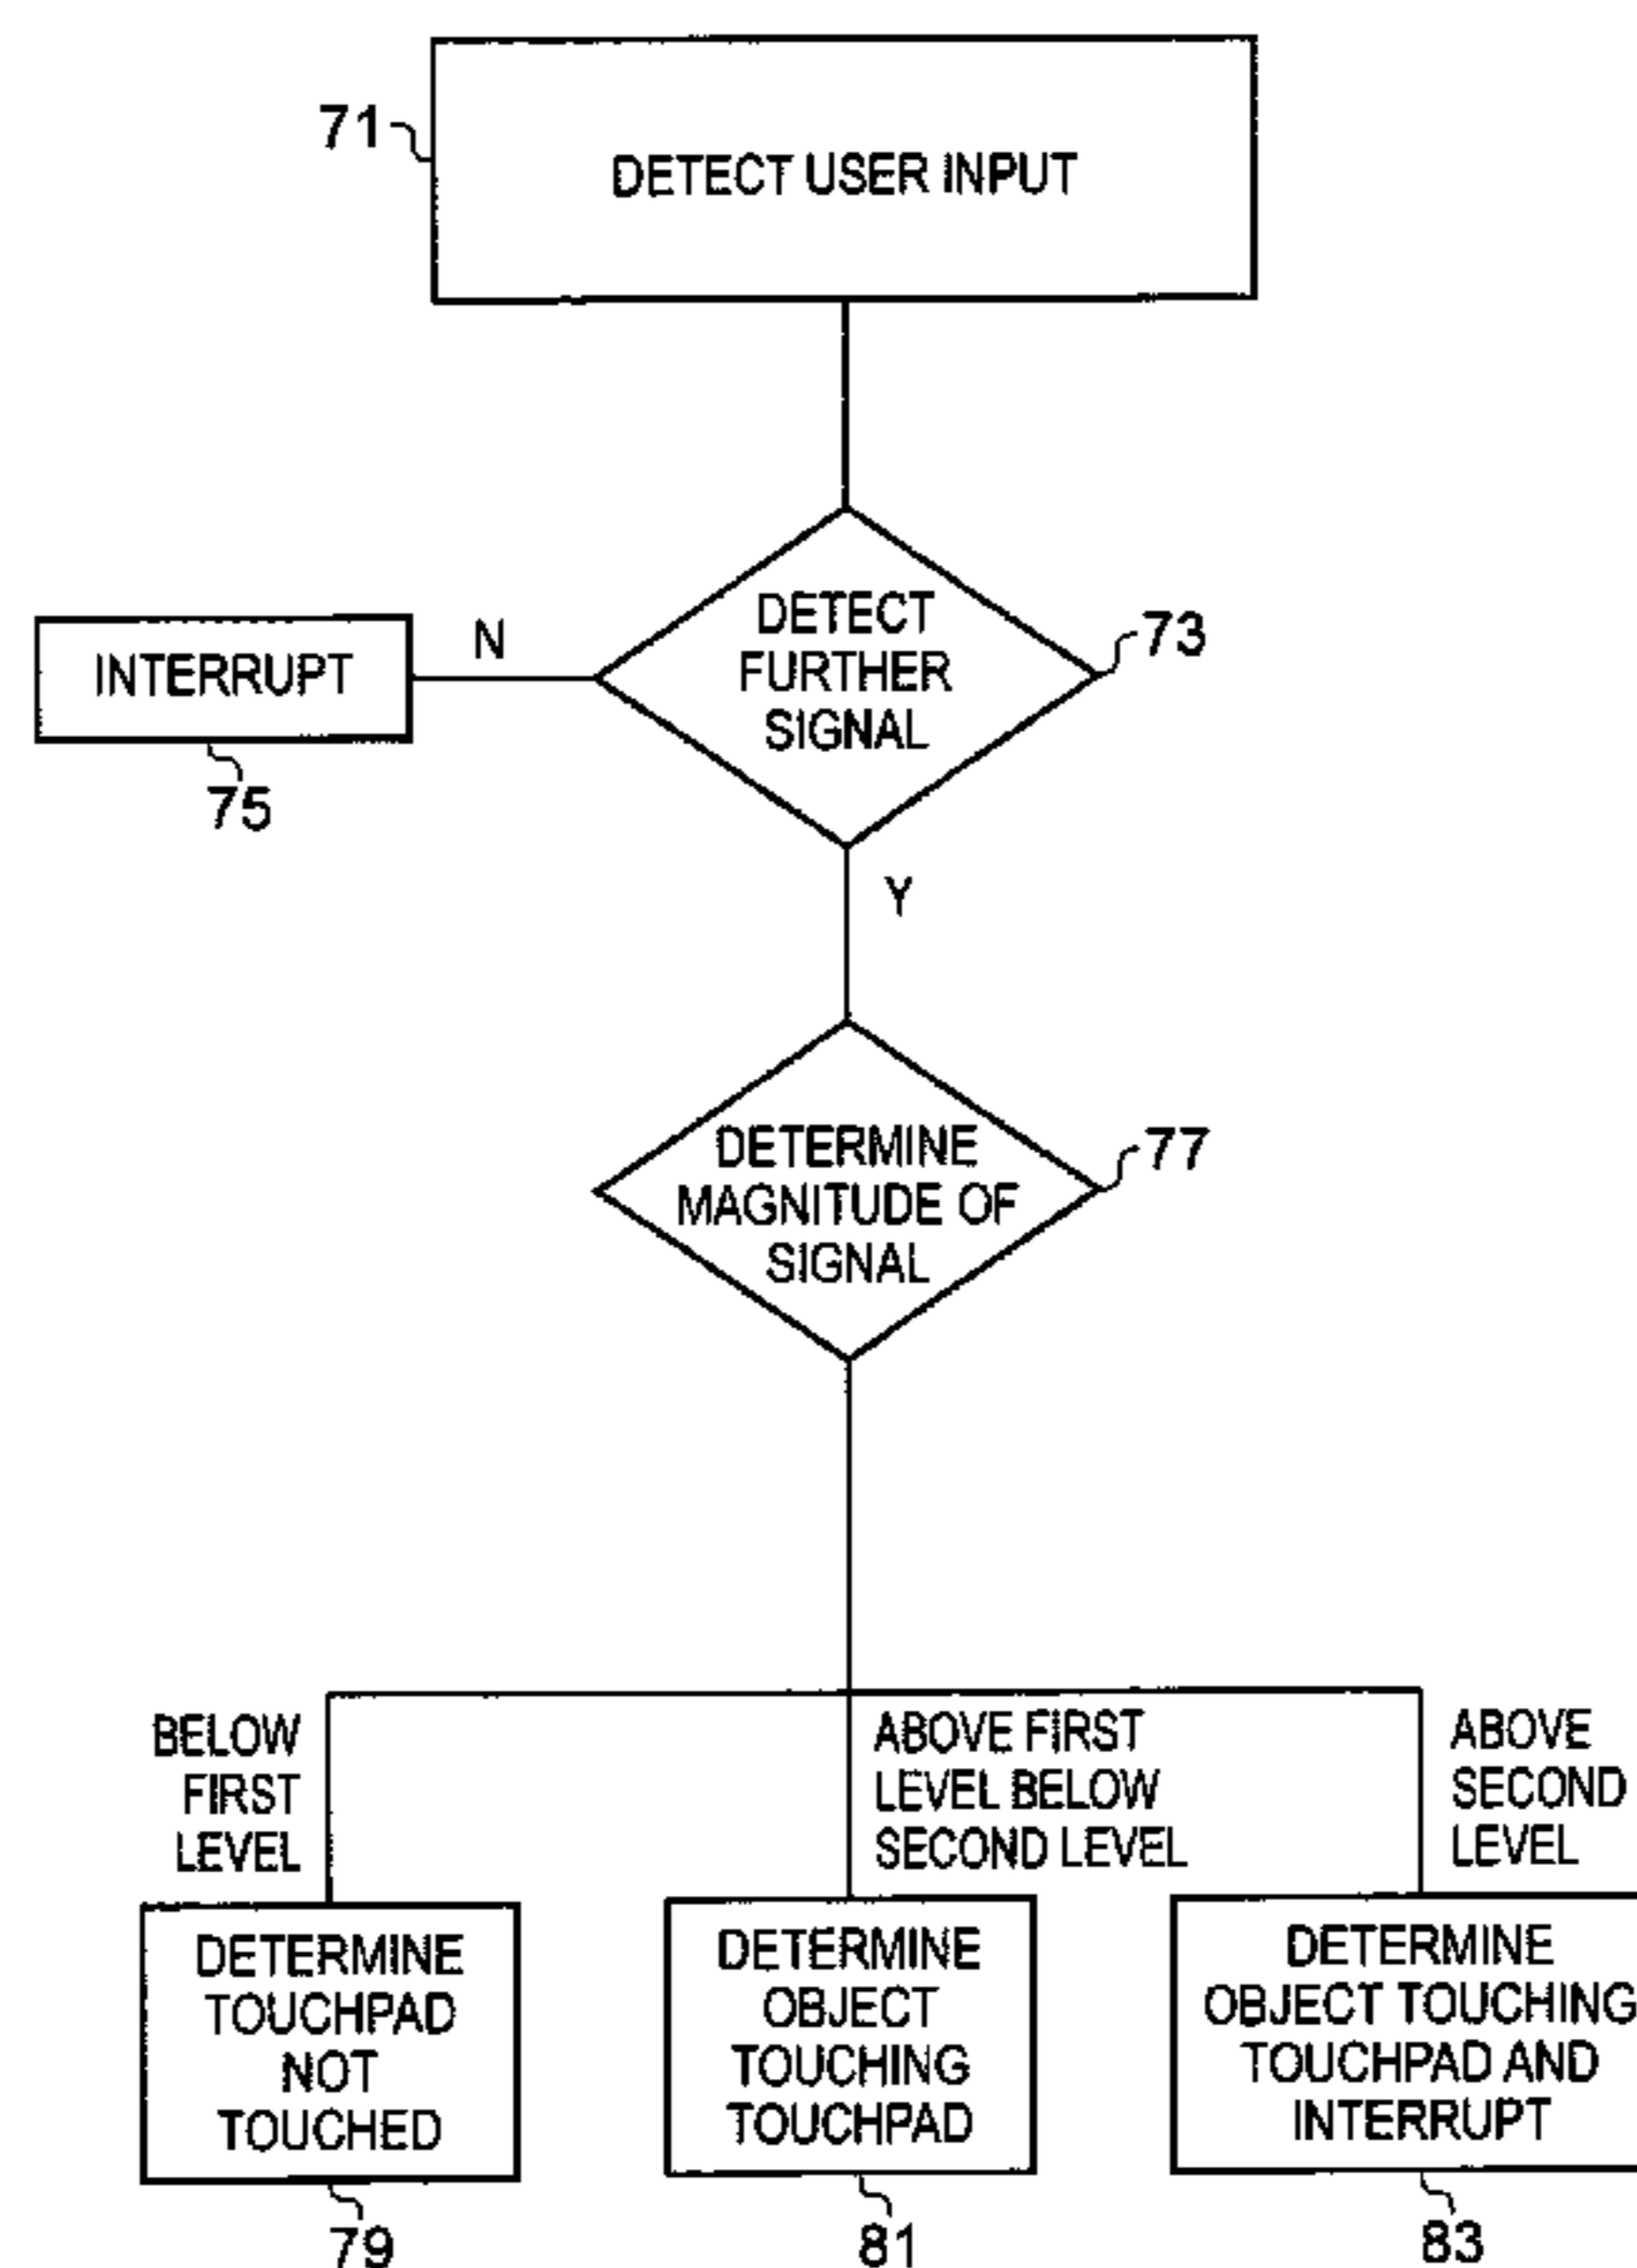 71
DETECT USER INPUT
DETECT
FURTHER
SIGNAL
73
N
INTERRUPT
75
Y
DETERMINE
MAGNITUDE OF
SIGNAL
77
BELOW
FIRST
LEVEL
ABOVE FIRST
LEVEL BELOW
SECOND LEVEL
ABOVE
SECOND
LEVEL
DETERMINE
TOUCHPAD
NOT
TOUCHED
79
DETERMINE
OBJECT
TOUCHING
TOUCHPAD
81
DETERMINE
OBJECT TOUCHING
TOUCHPAD AND
INTERRUPT
83